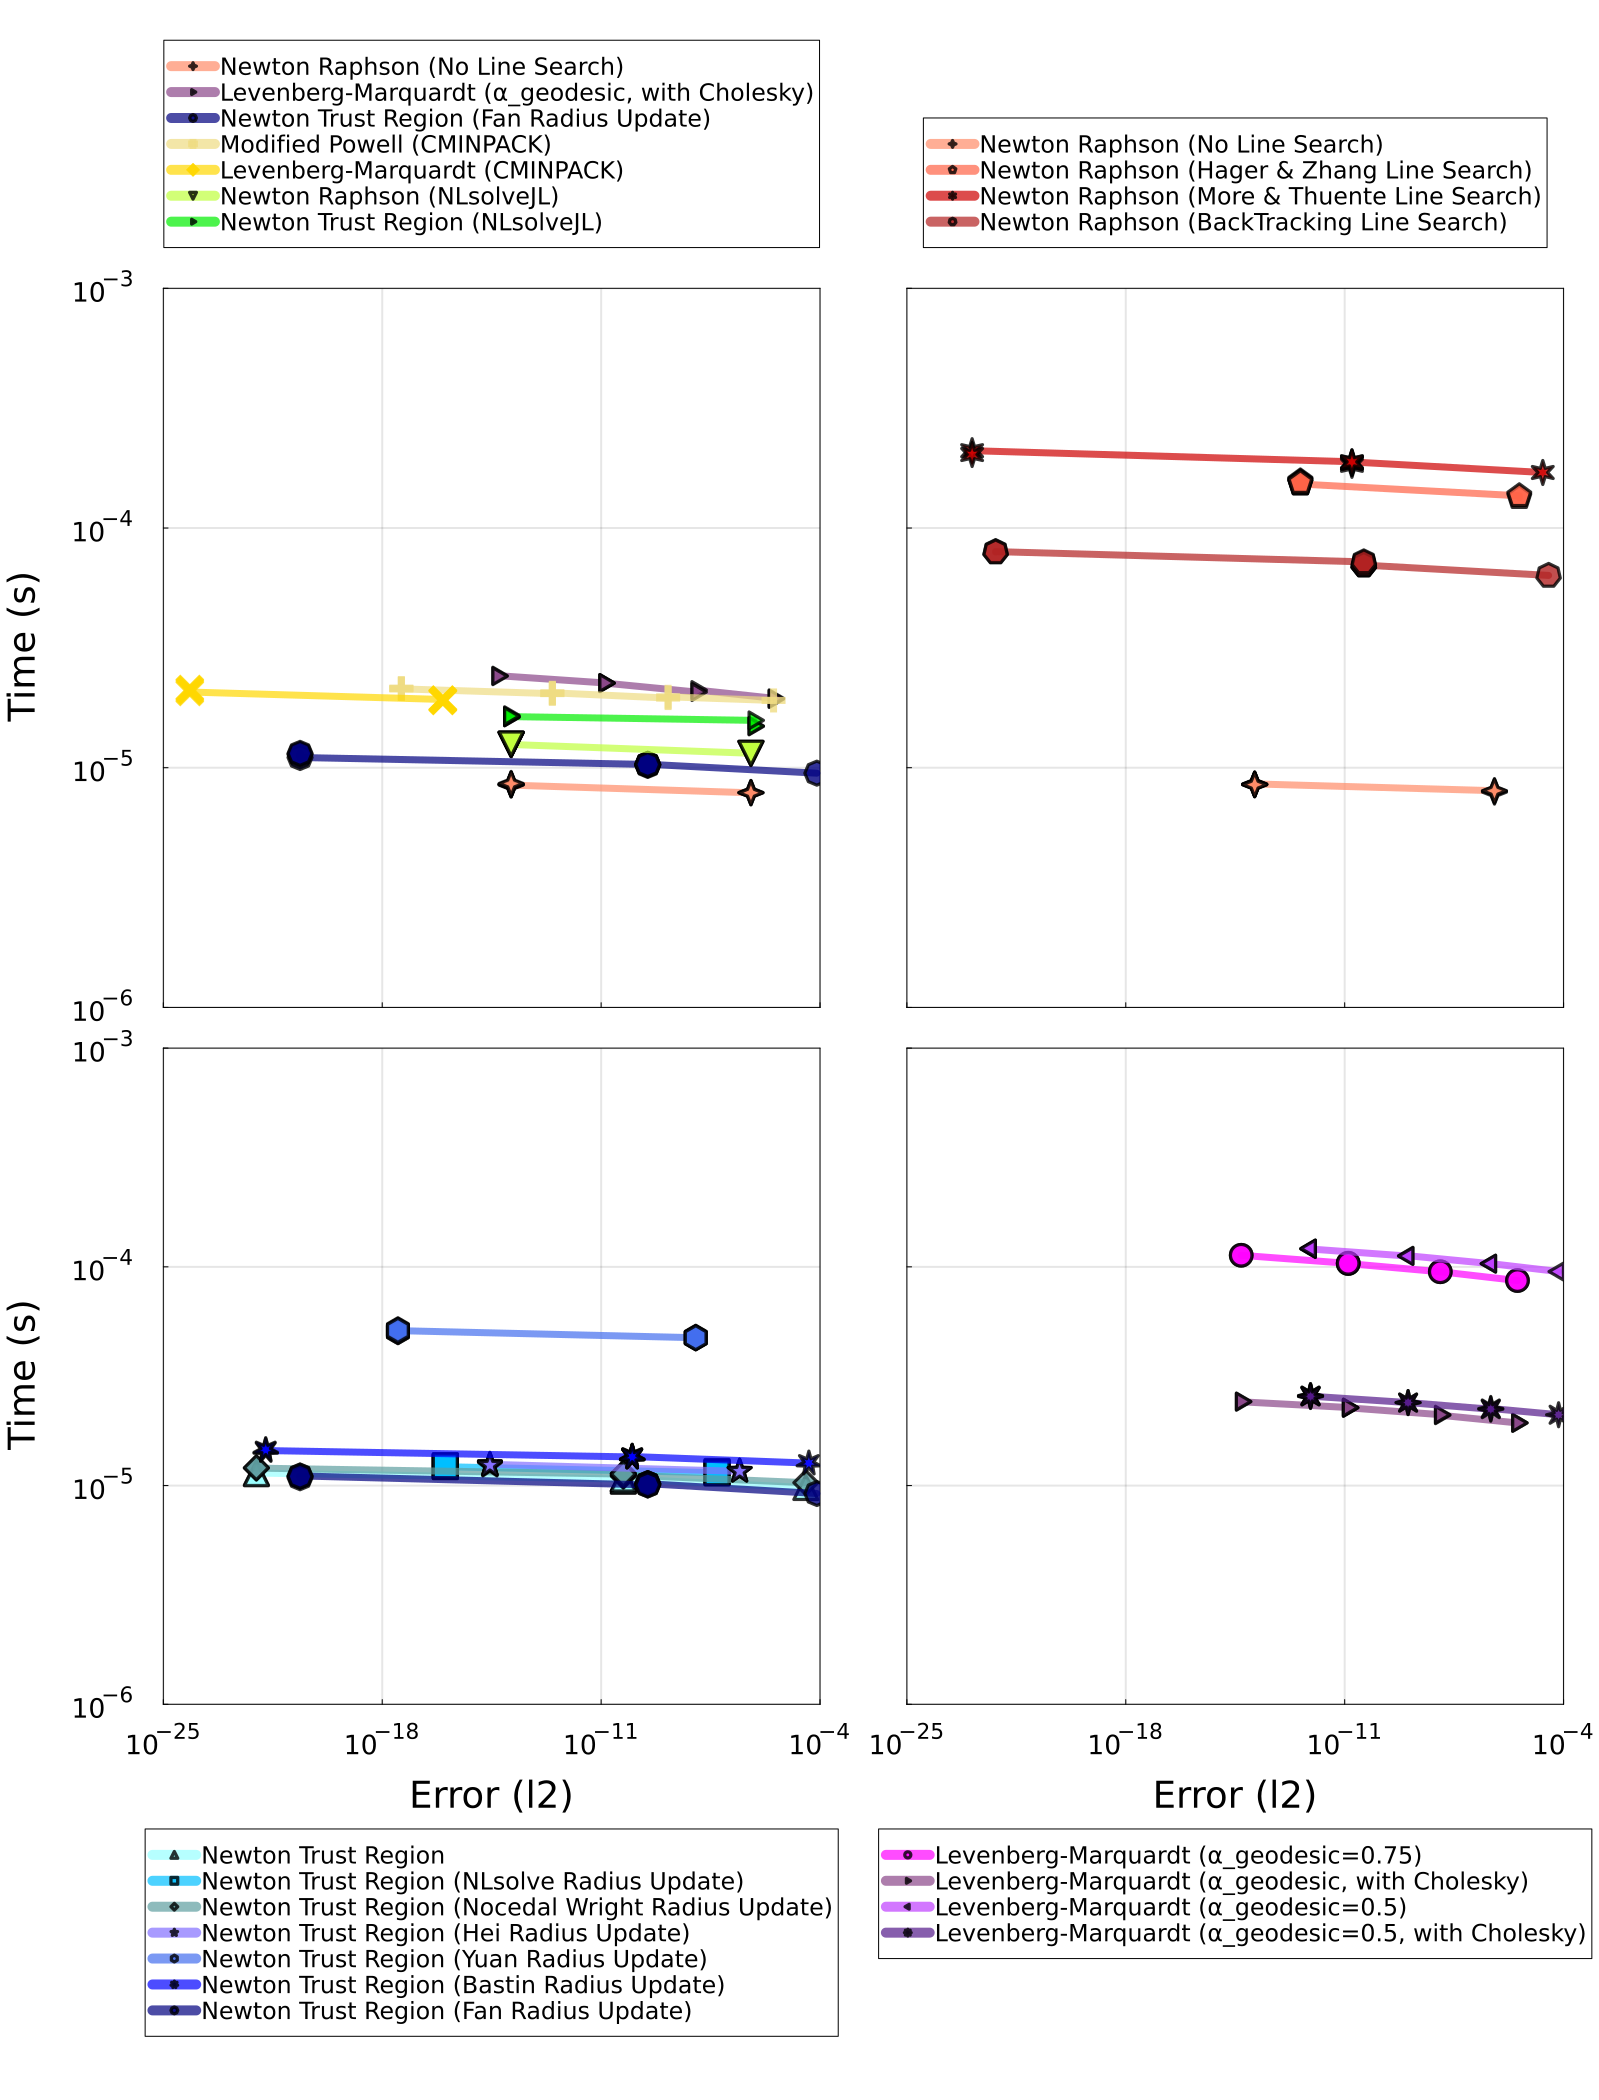 Newton Raphson (No Line Search)
Levenberg-Marquardt (α_geodesic, with Cholesky)
Newton Trust Region (Fan Radius Update)
Modified Powell (CMINPACK)
Levenberg-Marquardt (CMINPACK)
Newton Raphson (NLsolveJL)
Newton Trust Region (NLsolveJL)
Newton Raphson (No Line Search)
Newton Raphson (Hager & Zhang Line Search)
Newton Raphson (More & Thuente Line Search)
Newton Raphson (BackTracking Line Search)
10⁻³
10⁻⁴
10⁻⁵
10⁻⁶
Time (s)
10⁻³
10⁻⁴
10⁻⁵
10⁻⁶
Time (s)
10⁻²⁵ 10⁻¹⁸ 10⁻¹¹ 10⁻⁴
Error (l2)
10⁻²⁵ 10⁻¹⁸ 10⁻¹¹ 10⁻⁴
Error (l2)
Newton Trust Region
Newton Trust Region (NLsolve Radius Update)
Newton Trust Region (Nocedal Wright Radius Update)
Newton Trust Region (Hei Radius Update)
Newton Trust Region (Yuan Radius Update)
Newton Trust Region (Bastin Radius Update)
Newton Trust Region (Fan Radius Update)
Levenberg-Marquardt (α_geodesic=0.75)
Levenberg-Marquardt (α_geodesic, with Cholesky)
Levenberg-Marquardt (α_geodesic=0.5)
Levenberg-Marquardt (α_geodesic=0.5, with Cholesky)